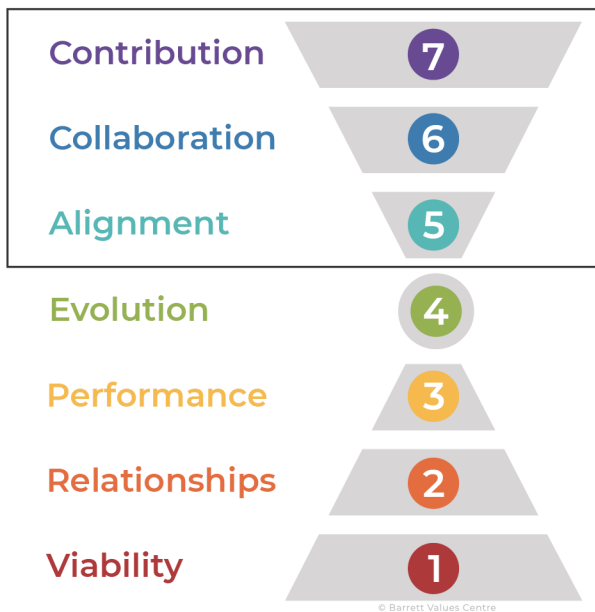 Contribution 7
Collaboration 6
Alignment 5
Evolution 4
Performance 3
Relationships 2
Viability 1
© Barrett Values Centre